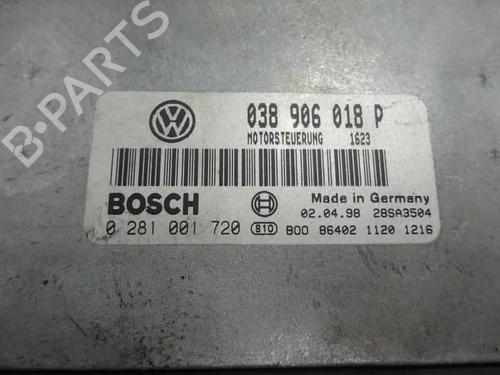 038 906 018 P
MOTORSTEUERUNG 1623
BOSCH
Made in Germany
02.04.98 28SA3504
0 281 001 720 810 B00 86402 1120 1216
B-PARTS